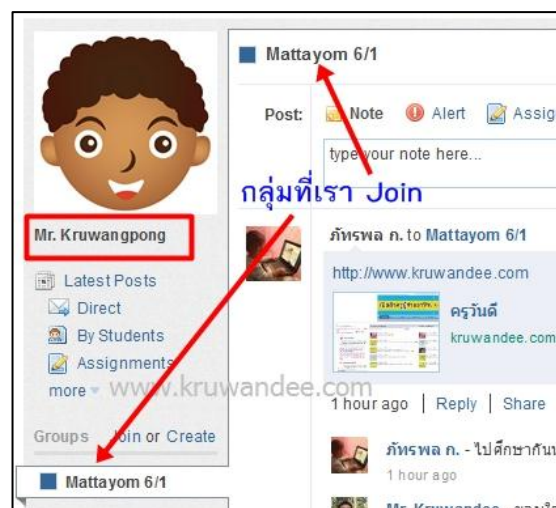 Mattayom 6/1
Post: Note Alert Assig
type your note here...
กลุ่มที่เรา Join
Mr. Kruwangpong
ภัทรพล ก. to Mattayom 6/1
http://www.kruwandee.com
ครูวันดี
kruwandee.com
Latest Posts
Direct
By Students
Assignments
more
www.kruwandee.com
1 hour ago | Reply | Share
Groups Join or Create
ภัทรพล ก. - ไปศึกษากัน
1 hour ago
Mattayom 6/1